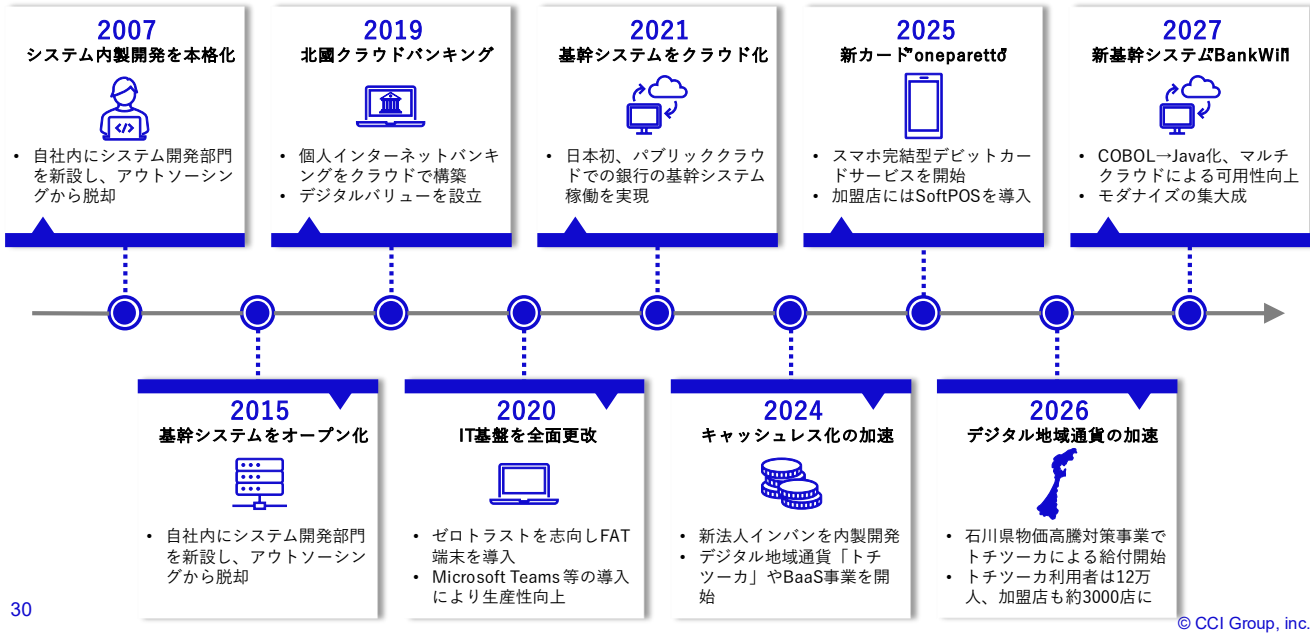 2007
システム内製開発を本格化
</>
• 自社内にシステム開発部門
を新設し、アウトソーシン
グから脱却
2019
北國クラウドバンキング
• 個人インターネットバンキ
ングをクラウドで構築
• デジタルバリューを設立
2021
基幹システムをクラウド化
• 日本初、パブリッククラウ
ドでの銀行の基幹システム
稼働を実現
2025
新カード"oneparetto"
• スマホ完結型デビットカー
ドサービスを開始
• 加盟店にはSoftPOSを導入
2027
新基幹システム"BankWill"
• COBOL→Java化、マルチ
クラウドによる可用性向上
• モダナイズの集大成
2015
基幹システムをオープン化
• 自社内にシステム開発部門
を新設し、アウトソーシン
グから脱却
2020
IT基盤を全面更改
• ゼロトラストを志向しFAT
端末を導入
• Microsoft Teams 等の導入
により生産性向上
2024
キャッシュレス化の加速
• 新法人インバンを内製開発
• デジタル地域通貨「トチ
ツーカ」やBaaS事業を開
始
2026
デジタル地域通貨の加速
• 石川県物価高騰対策事業で
トチツーカによる給付開始
• トチツーカ利用者は12万
人、加盟店も約3000店に
30
© CCI Group, inc.